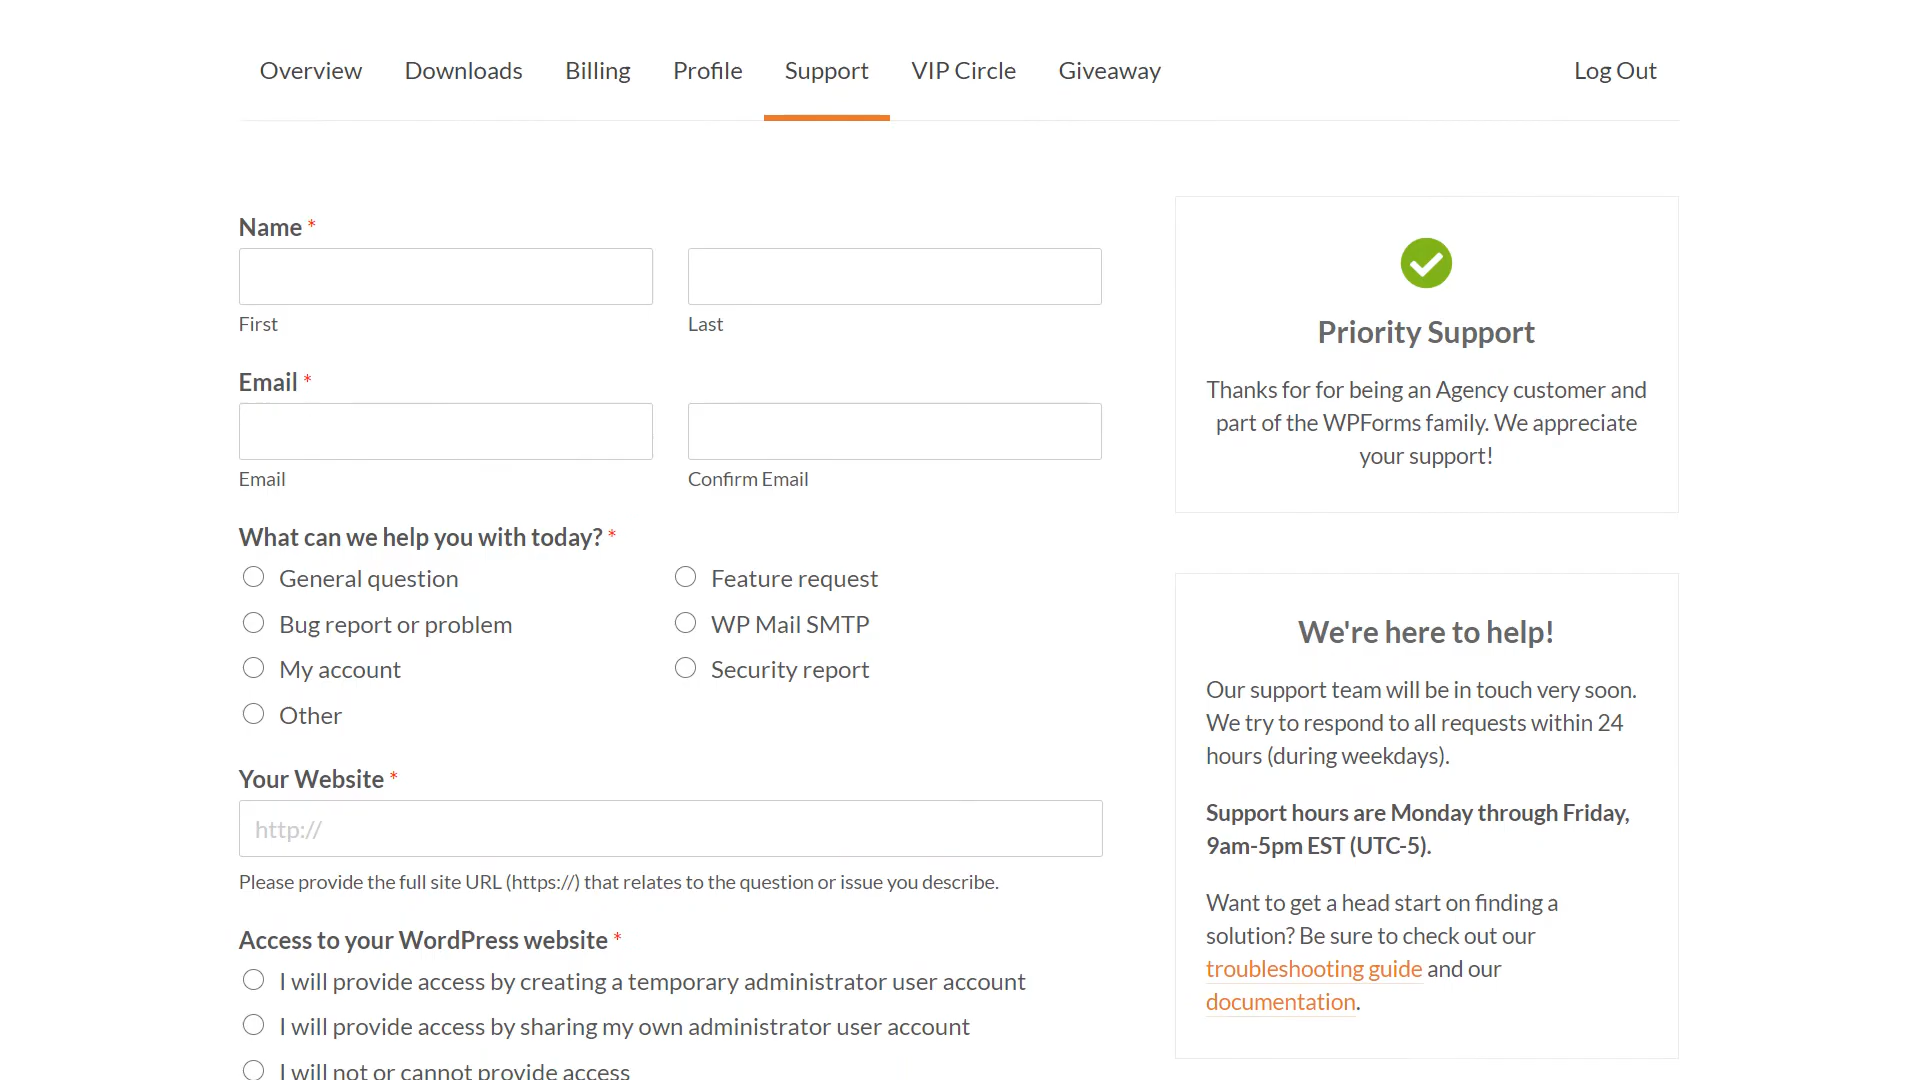 Overview Downloads Billing Profile Support VIP Circle Giveaway Log Out
Name *
First Last
Email *
Email Confirm Email
What can we help you with today? *
General question Feature request
Bug report or problem WP Mail SMTP
My account Security report
Other
Your Website *
http://
Please provide the full site URL (https://) that relates to the question or issue you describe.
Access to your WordPress website *
I will provide access by creating a temporary administrator user account
I will provide access by sharing my own administrator user account
I will not or cannot provide access
Priority Support
Thanks for for being an Agency customer and
part of the WPForms family. We appreciate
your support!
We're here to help!
Our support team will be in touch very soon.
We try to respond to all requests within 24
hours (during weekdays).
Support hours are Monday through Friday,
9am-5pm EST (UTC-5).
Want to get a head start on finding a
solution? Be sure to check out our
troubleshooting guide and our
documentation.